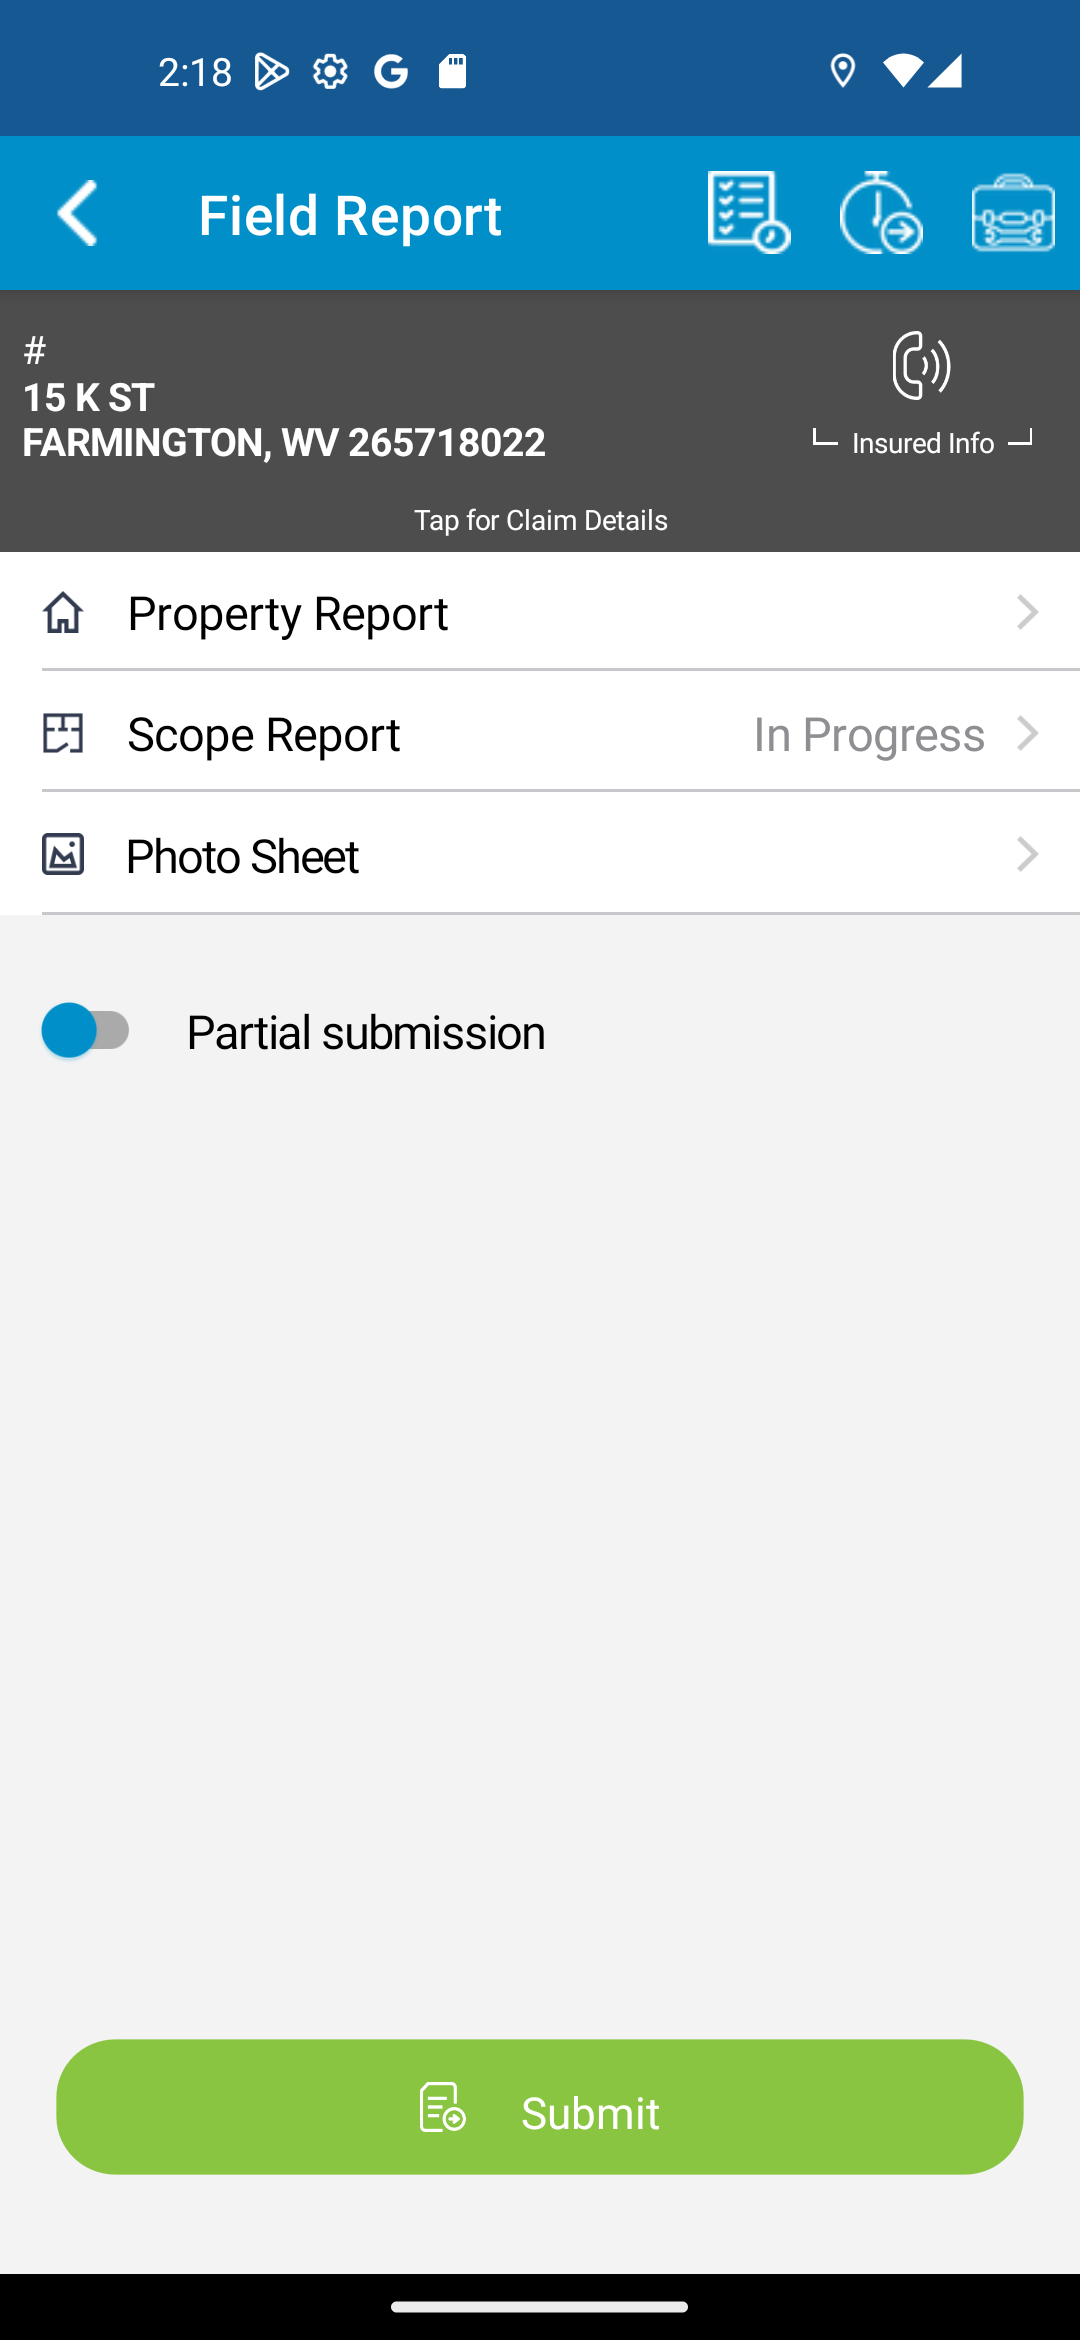 2:18
Field Report
#
15 K ST
FARMINGTON, WV 265718022
Insured Info
Tap for Claim Details
Property Report
Scope Report In Progress
Photo Sheet
Partial submission
Submit